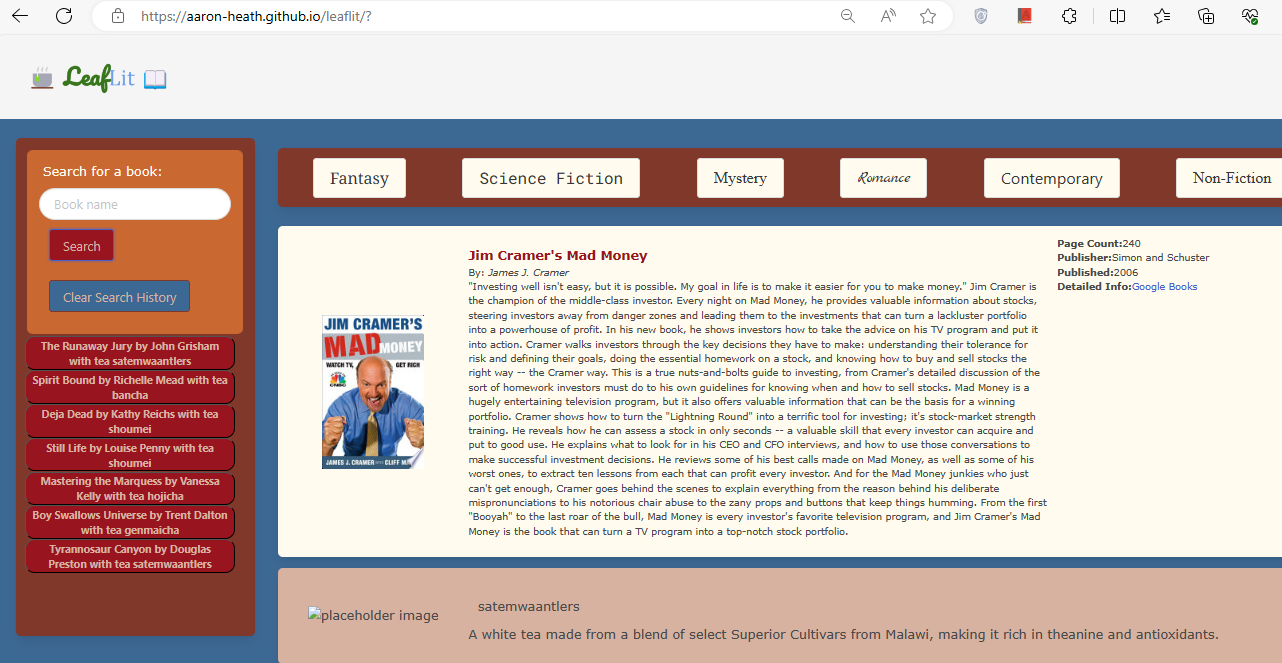 https://aaron-heath.github.io/leaflit/?
LeafLit
Search for a book:
Book name
Search
Clear Search History
The Runaway Jury by John Grisham
with tea satemwaantlers
Spirit Bound by Richelle Mead with tea
bancha
Deja Dead by Kathy Reichs with tea
shoumei
Still Life by Louise Penny with tea
shoumei
Mastering the Marquess by Vanessa
Kelly with tea hojicha
Boy Swallows Universe by Trent Dalton
with tea genmaicha
Tyrannosaur Canyon by Douglas
Preston with tea satemwaantlers
Fantasy
Science Fiction
Mystery
Romance
Contemporary
Non-Fiction
JIM CRAMER'S
MAD
MONEY
WATCH TV, GET RICH
CNBC
JAMES J. CRAMER
Jim Cramer's Mad Money
By: James J. Cramer
"Investing well isn't easy, but it is possible. My goal in life is to make it easier for you to make money." Jim Cramer is
the champion of the middle-class investor. Every night on Mad Money, he provides valuable information about stocks,
steering investors away from danger zones and leading them to the investments that can turn a lackluster portfolio
into a powerhouse of profit. In his new book, he shows investors how to take the advice on his TV program and put it
into action. Cramer walks investors through the key decisions they have to make: understanding their tolerance for
risk and defining their goals, doing the essential homework on a stock, and knowing how to buy and sell stocks the
right way -- the Cramer way. This is a true nuts-and-bolts guide to investing, from Cramer's detailed discussion of the
sort of homework investors must do to his own guidelines for knowing when and how to sell stocks. Mad Money is a
hugely entertaining television program, but it also offers valuable information that can be the basis for a winning
portfolio. Cramer shows how to turn the "Lightning Round" into a terrific tool for investing; it's stock-market strength
training. He reveals how he can assess a stock in only seconds -- a valuable skill that every investor can acquire and
put to good use. He explains what to look for in his CEO and CFO interviews, and how to use those conversations to
make successful investment decisions. He reviews some of his best calls made on Mad Money, as well as some of his
worst ones, to extract ten lessons from each that can profit every investor. And for the Mad Money junkies who just
can't get enough, Cramer goes behind the scenes to explain everything from the reason behind his deliberate
mispronunciations to his notorious chair abuse to the zany props and buttons that keep things humming. From the first
"Booyah" to the last roar of the bull, Mad Money is every investor's favorite television program, and Jim Cramer's Mad
Money is the book that can turn a TV program into a top-notch stock portfolio.
Page Count:240
Publisher:Simon and Schuster
Published:2006
Detailed Info:Google Books
placeholder image
satemwaantlers
A white tea made from a blend of select Superior Cultivars from Malawi, making it rich in theanine and antioxidants.